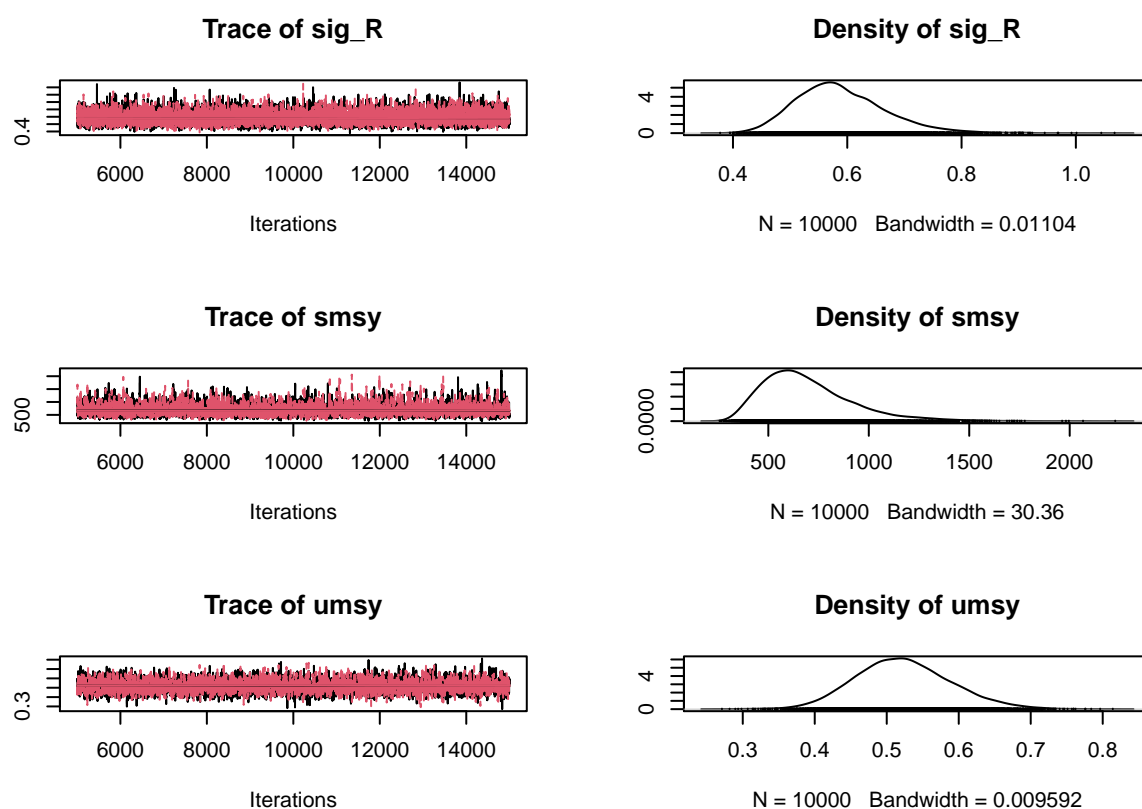 Trace of sig_R
0.4
6000 8000 10000 12000 14000
Iterations
Density of sig_R
0 4
0.4 0.6 0.8 1.0
N = 10000 Bandwidth = 0.01104
Trace of smsy
500
6000 8000 10000 12000 14000
Iterations
Density of smsy
0.0000
500 1000 1500 2000
N = 10000 Bandwidth = 30.36
Trace of umsy
0.3
6000 8000 10000 12000 14000
Iterations
Density of umsy
0 4
0.3 0.4 0.5 0.6 0.7 0.8
N = 10000 Bandwidth = 0.009592